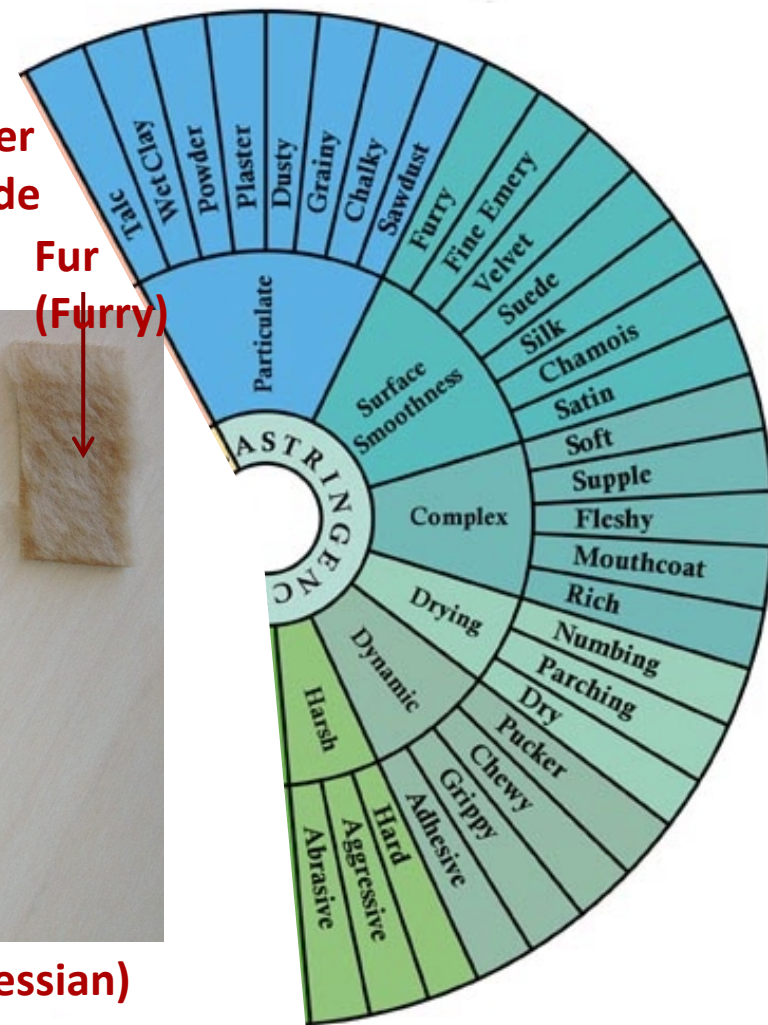 er
de
Fur
(Furry)
essian)
ASTRINGENC
Particulate
Talc
Wet Clay
Powder
Plaster
Dusty
Grainy
Chalky
Sawdust
Surface
Smoothness
Furry
Fine Emery
Velvet
Suede
Silk
Chamois
Satin
Complex
Soft
Supple
Fleshy
Mouthcoat
Rich
Drying
Numbing
Parching
Dry
Dynamic
Pucker
Chewy
Grippy
Adhesive
Harsh
Hard
Aggressive
Abrasive